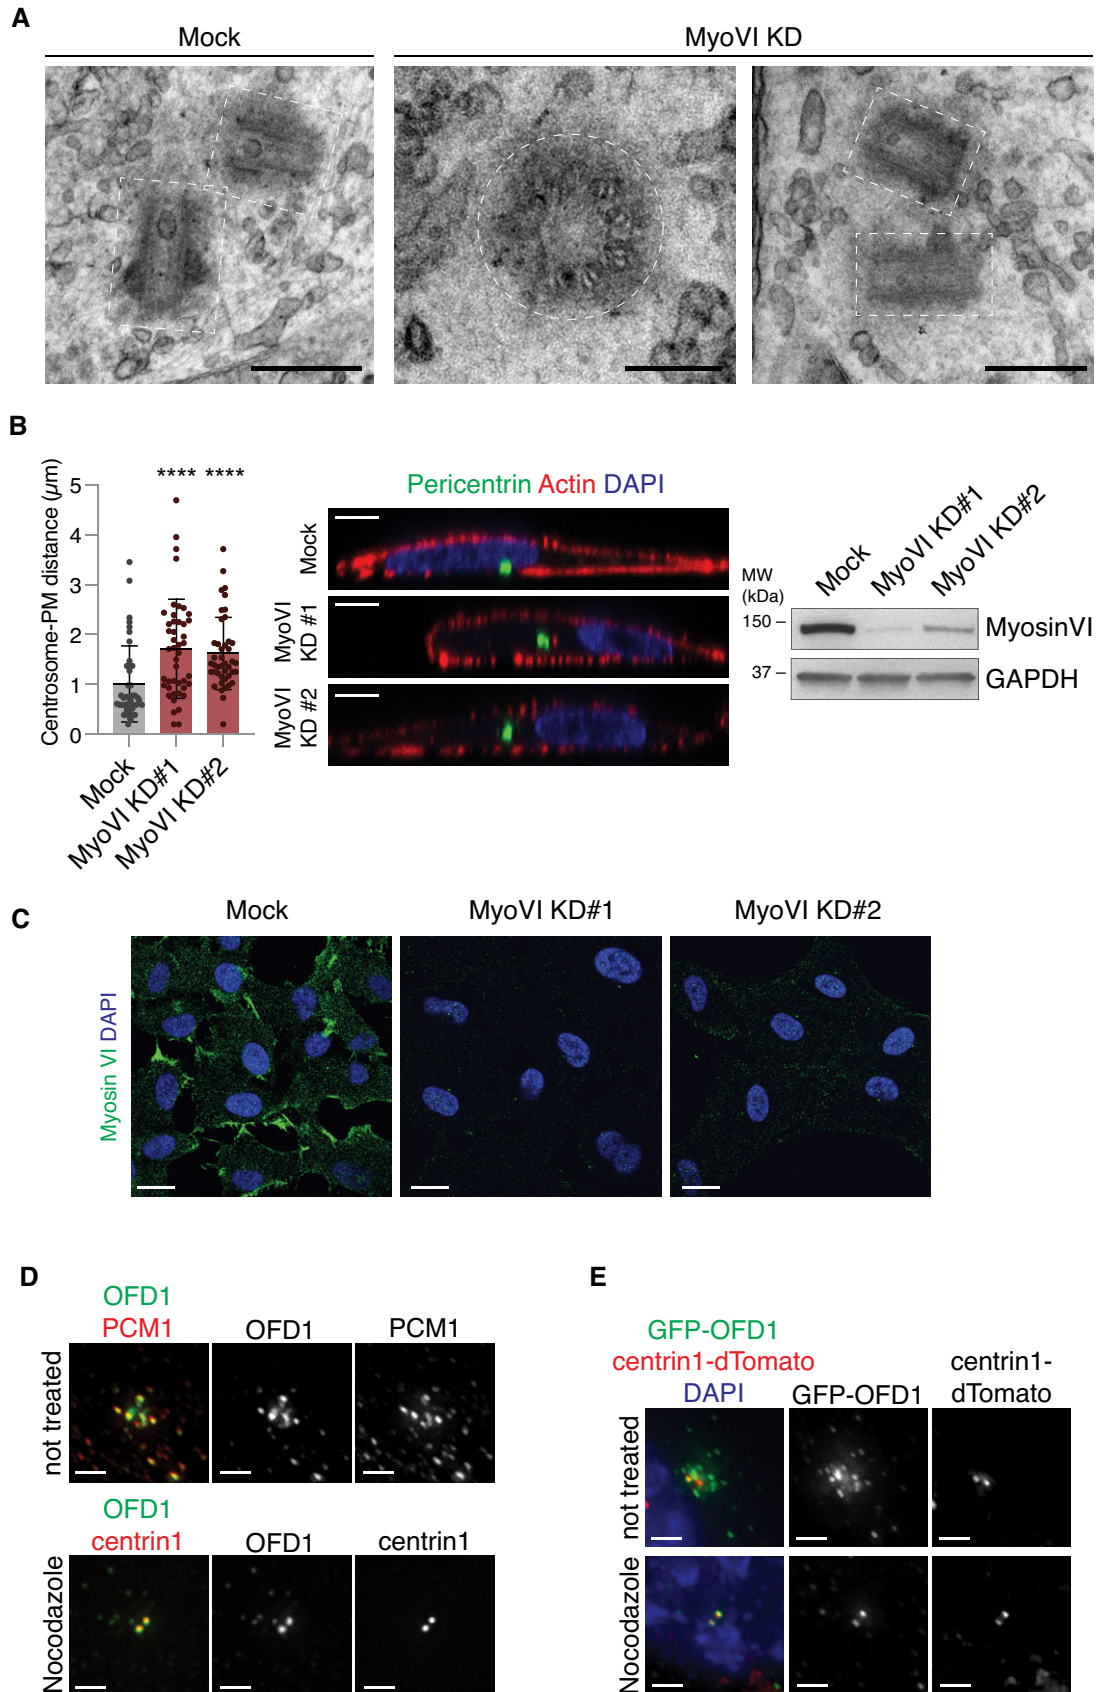 A
Mock
MyoVI KD
B
Centrosome-PM distance (μm)
5
4
3
2
1
0
**** ****
Mock
MyoVI KD#1
MyoVI KD#2
Pericentrin Actin DAPI
Mock
MyoVI
KD #1
MyoVI
KD #2
MW
(kDa)
Mock
MyoVI KD#1
MyoVI KD#2
150
MyosinVI
37
GAPDH
C
Mock
MyoVI KD#1
MyoVI KD#2
Myosin VI DAPI
D
OFD1
PCM1
OFD1
PCM1
not treated
OFD1
centrin1
OFD1
centrin1
Nocodazole
E
GFP-OFD1
centrin1-dTomato
DAPI
GFP-OFD1
centrin1-
dTomato
not treated
Nocodazole